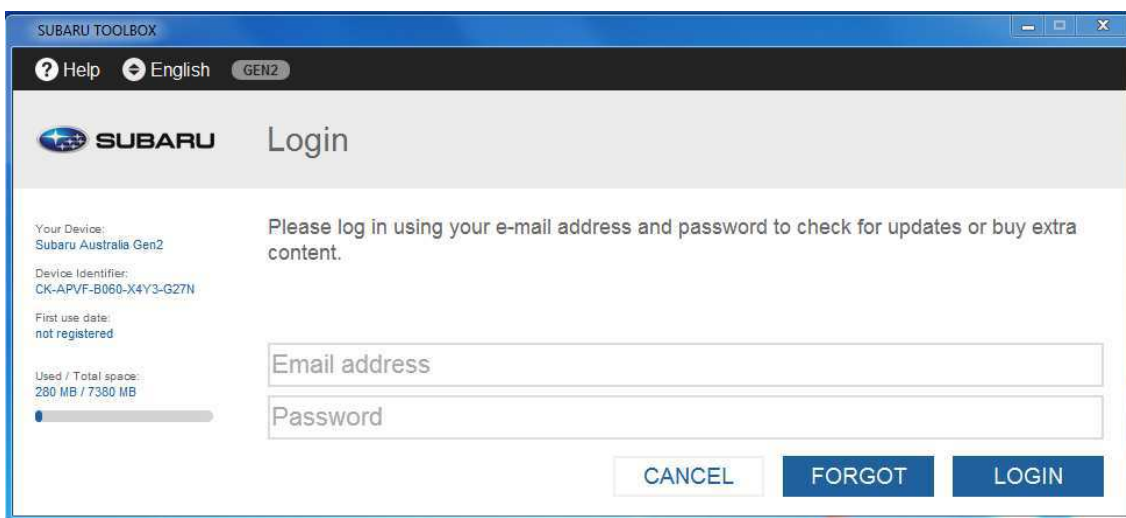 SUBARU TOOLBOX
Help English GEN2
SUBARU Login
Your Device:
Subaru Australia Gen2
Device Identifier:
CK-APVF-B060-X4Y3-G27N
First use date:
not registered
Used / Total space:
280 MB / 7380 MB
Please log in using your e-mail address and password to check for updates or buy extra
content.
Email address
Password
CANCEL FORGOT LOGIN